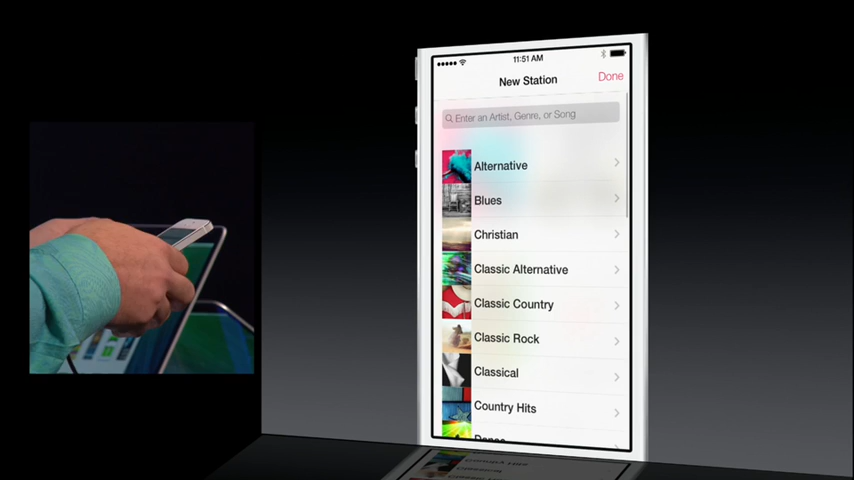 11:51 AM
New Station
Done
Enter an Artist, Genre, or Song
Alternative
Blues
Christian
Classic Alternative
Classic Country
Classic Rock
Classical
Country Hits